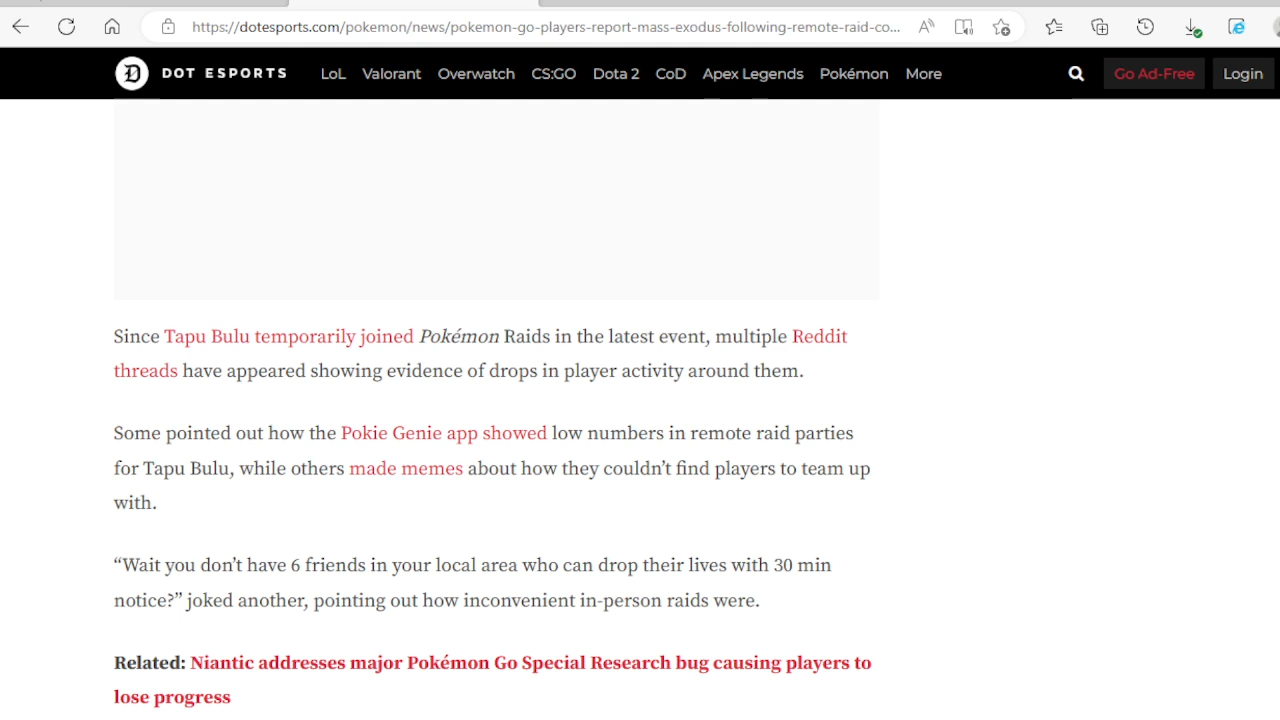 https://dotesports.com/pokemon/news/pokemon-go-players-report-mass-exodus-following-remote-raid-co...
DOT ESPORTS LoL Valorant Overwatch CS:GO Dota 2 CoD Apex Legends Pokémon More Go Ad-Free Login
Since Tapu Bulu temporarily joined Pokémon Raids in the latest event, multiple Reddit
threads have appeared showing evidence of drops in player activity around them.
Some pointed out how the Pokie Genie app showed low numbers in remote raid parties
for Tapu Bulu, while others made memes about how they couldn’t find players to team up
with.
“Wait you don’t have 6 friends in your local area who can drop their lives with 30 min
notice?” joked another, pointing out how inconvenient in-person raids were.
Related: Niantic addresses major Pokémon Go Special Research bug causing players to
lose progress